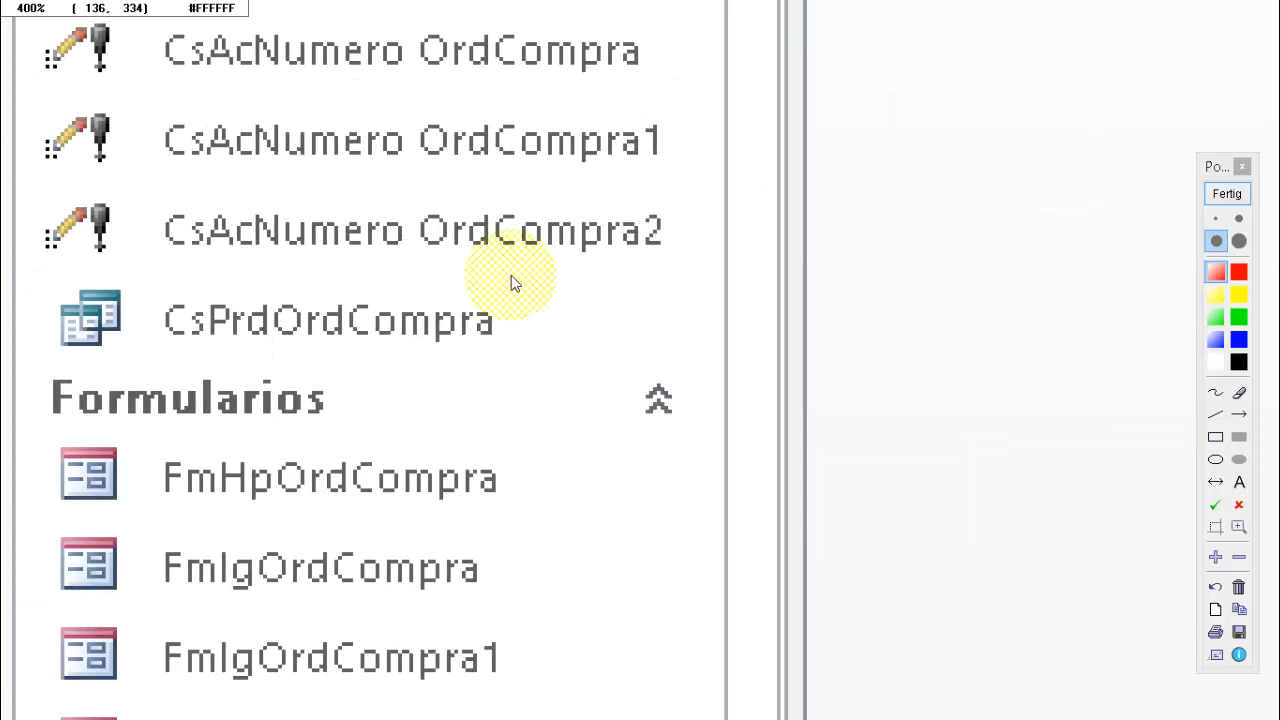 400% ( 136, 334) #FFFFFF
CsAcNumero OrdCompra
CsAcNumero OrdCompra1
CsAcNumero OrdCompra2
CsPrdOrdCompra
Formularios
FmHpOrdCompra
FmIgOrdCompra
FmIgOrdCompra1
Po...
Fertig
A